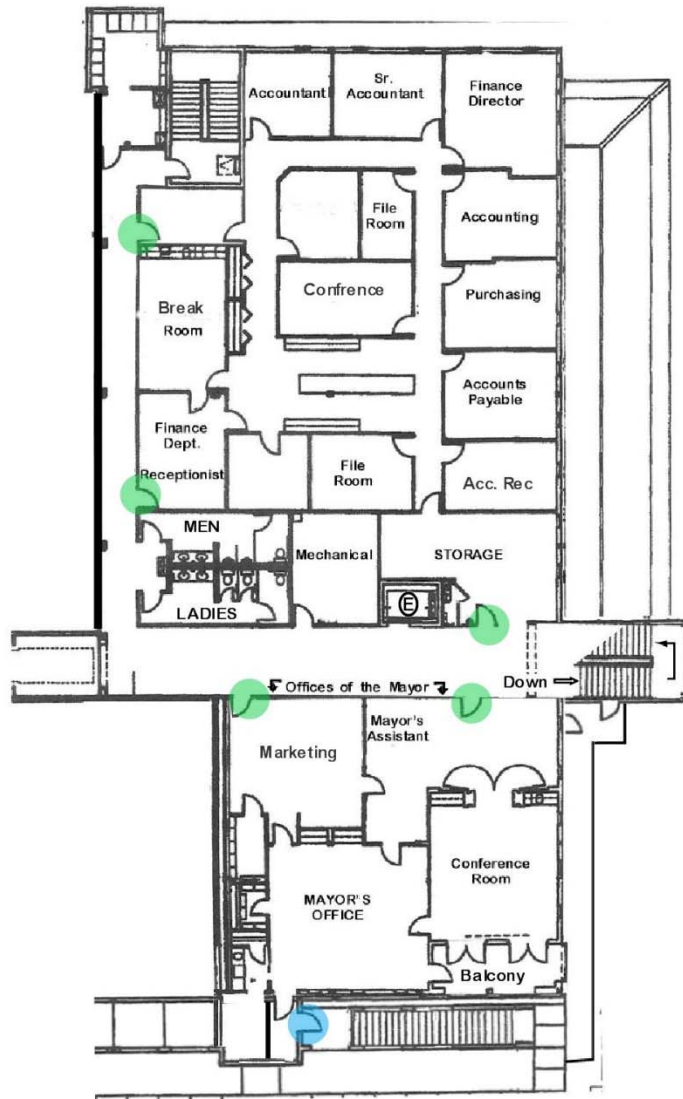 Accountant
Sr.
Accountant
Finance
Director
File
Room
Accounting
Confrence
Purchasing
Break
Room
Accounts
Payable
Finance
Dept.
Receptionist
File
Room
Acc. Rec
MEN
Mechanical
STORAGE
E
LADIES
Offices of the Mayor
Down
Mayor's
Assistant
Marketing
Conference
Room
MAYOR'S
OFFICE
Balcony